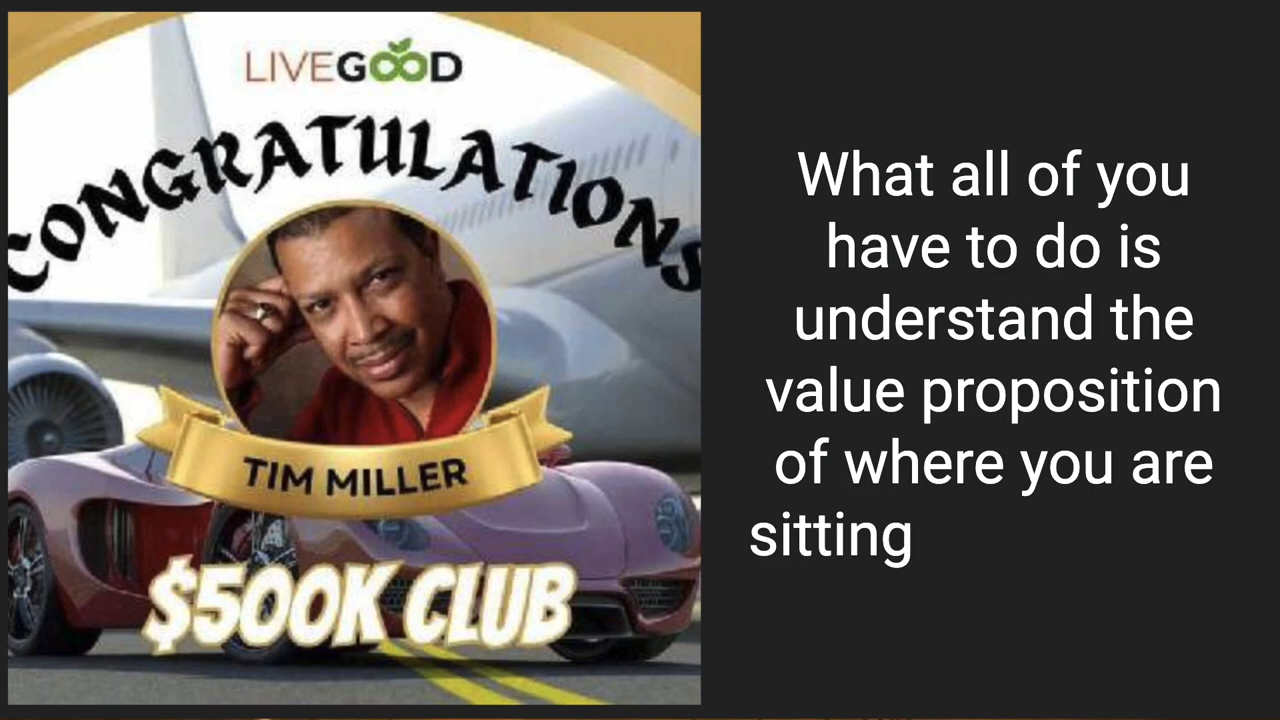 LIVEGOOD
CONGRATULATIONS
TIM MILLER
$500K CLUB
What all of you
have to do is
understand the
value proposition
of where you are
sitting